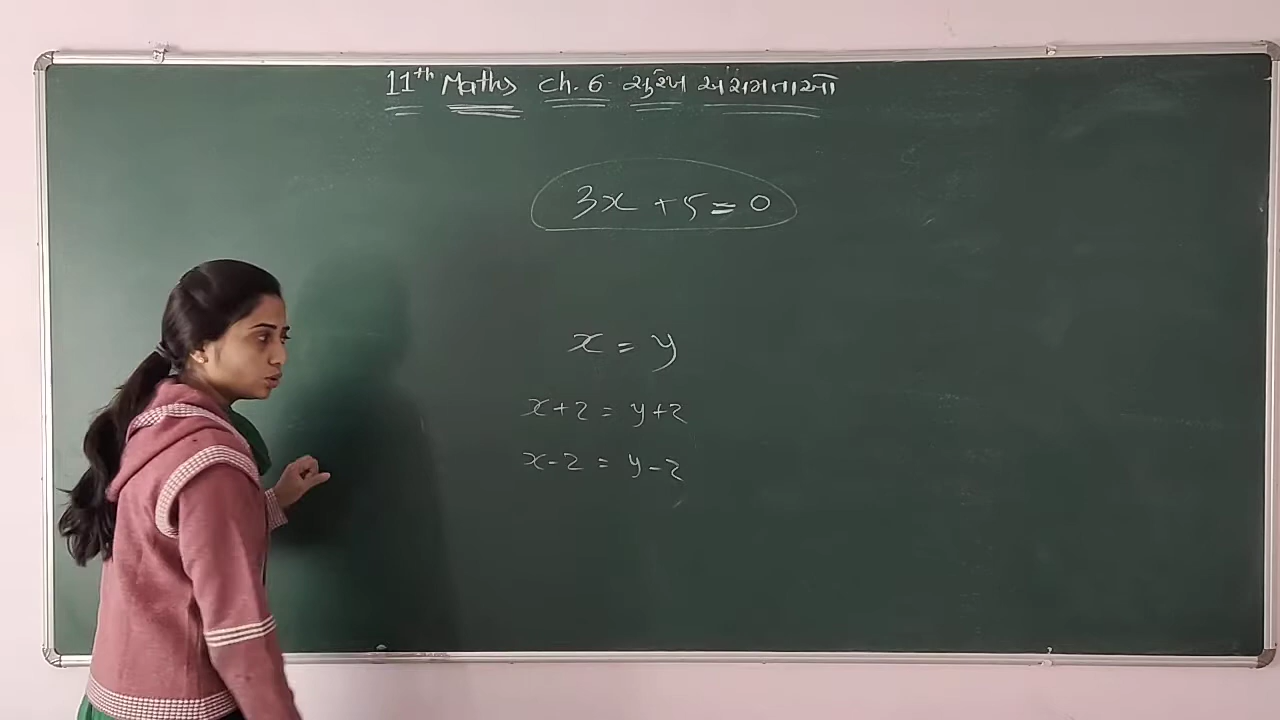 11th Maths Ch. 6. સુરેખ અસમતાઓ
3x + 5 = 0
x = y
x+2 = y+2
x-2 = y-2